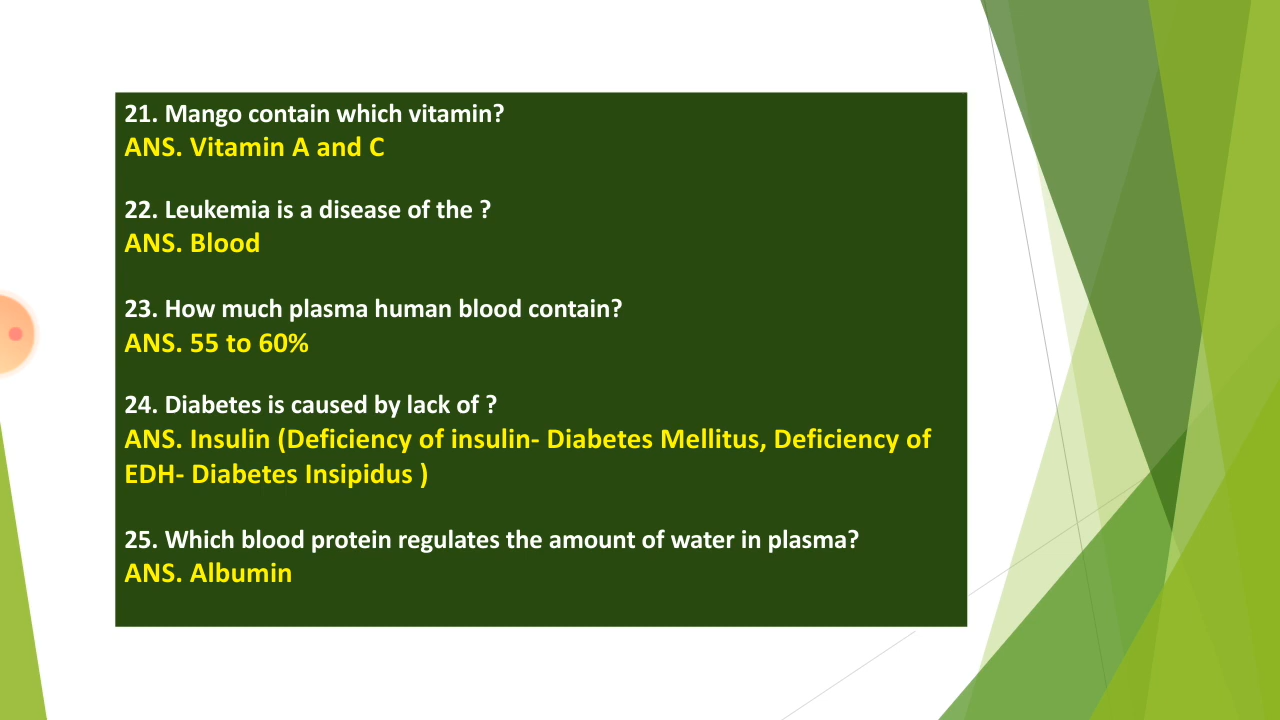 21. Mango contain which vitamin?
ANS. Vitamin A and C
22. Leukemia is a disease of the ?
ANS. Blood
23. How much plasma human blood contain?
ANS. 55 to 60%
24. Diabetes is caused by lack of ?
ANS. Insulin (Deficiency of insulin- Diabetes Mellitus, Deficiency of
EDH- Diabetes Insipidus )
25. Which blood protein regulates the amount of water in plasma?
ANS. Albumin